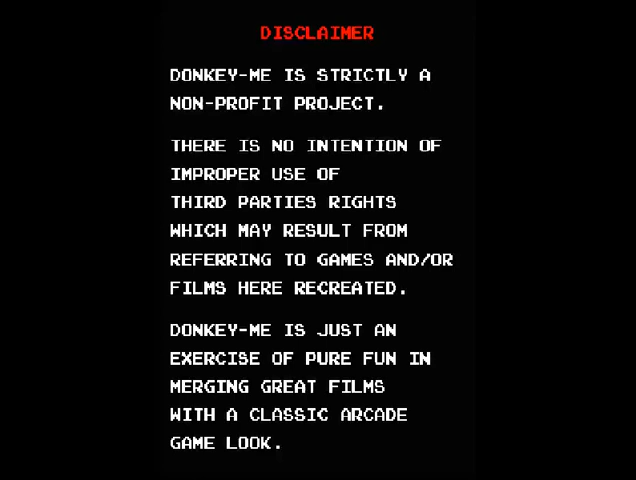 DISCLAIMER
DONKEY-ME IS STRICTLY A
NON-PROFIT PROJECT.
THERE IS NO INTENTION OF
IMPROPER USE OF
THIRD PARTIES RIGHTS
WHICH MAY RESULT FROM
REFERRING TO GAMES AND/OR
FILMS HERE RECREATED.
DONKEY-ME IS JUST AN
EXERCISE OF PURE FUN IN
MERGING GREAT FILMS
WITH A CLASSIC ARCADE
GAME LOOK.